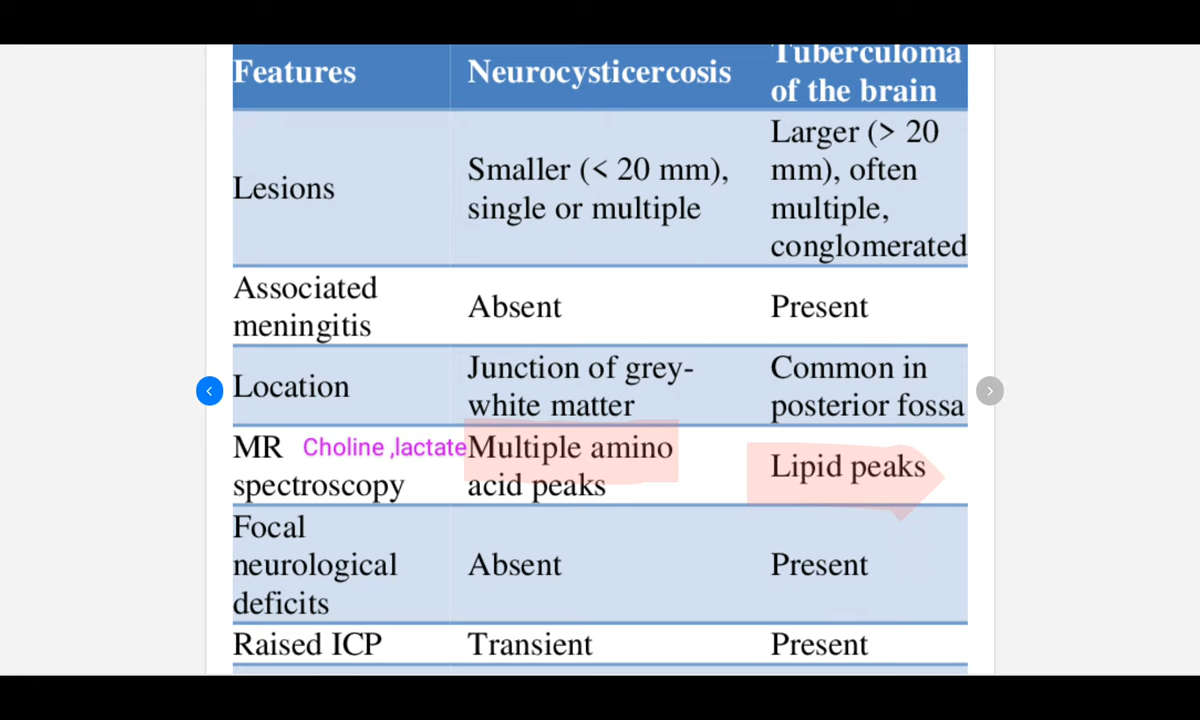 Features Neurocysticercosis Tuberculoma
of the brain
Lesions Smaller (< 20 mm),
single or multiple Larger (> 20
mm), often
multiple,
conglomerated
Associated
meningitis Absent Present
Location Junction of grey-
white matter Common in
posterior fossa
MR Choline ,lactate
spectroscopy Multiple amino
acid peaks Lipid peaks
Focal
neurological
deficits Absent Present
Raised ICP Transient Present